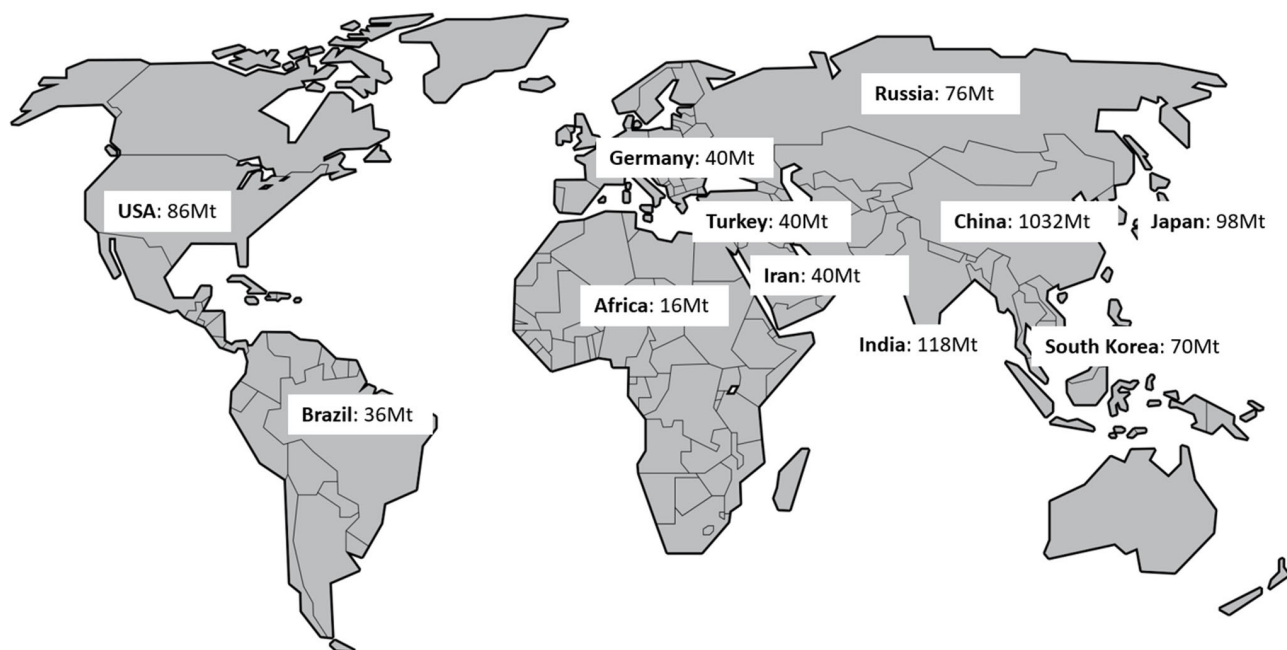 Russia: 76Mt
Germany: 40Mt
USA: 86Mt
Turkey: 40Mt
China: 1032Mt
Japan: 98Mt
Iran: 40Mt
Africa: 16Mt
India: 118Mt
South Korea: 70Mt
Brazil: 36Mt